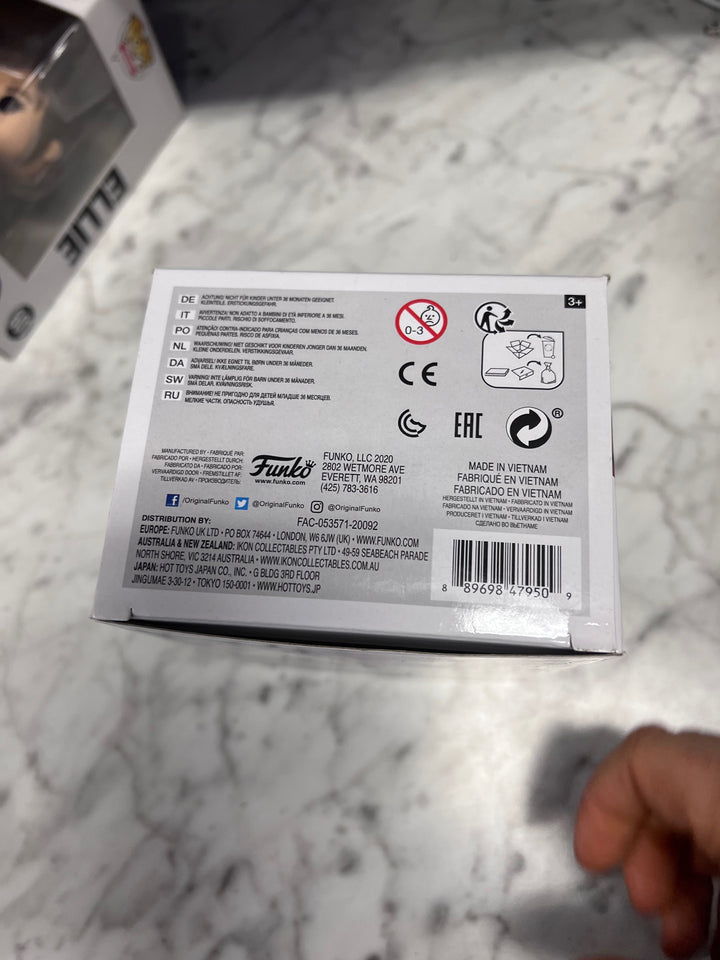 ELLIE
3+
DE ACHTUNG! NICHT FÜR KINDER UNTER 36 MONATEN GEEIGNET.
KLEINTEILE. ERSTICKUNGSGEFAHR.
IT AVVERTENZA: NON ADATTO A BAMBINI DI ETÀ INFERIORE A 36 MESI.
PICCOLE PARTI. RISCHIO DI SOFFOCAMENTO.
PO ATENÇÃO: CONTRA-INDICADO PARA CRIANÇAS COM MENOS DE 36 MESES.
PEQUENAS PARTES. RISCO DE ASFIXIA.
NL WAARSCHUWING! NIET GESCHIKT VOOR KINDEREN JONGER DAN 36 MAANDEN.
KLEINE ONDERDELEN. VERSTIKKINGSGEVAAR.
DA ADVARSEL! IKKE EGNET TIL BØRN UNDER 36 MÅNEDER.
SMÅ DELE. KVÆLNINGSFARE.
SW VARNING! INTE LÄMPLIG FÖR BARN UNDER 36 MÅNADER.
SMÅ DELAR. KVÄVNINGSRISK.
RU ВНИМАНИЕ! НЕ ПРИГОДНО ДЛЯ ДЕТЕЙ МЛАДШЕ 36 МЕСЯЦЕВ.
МЕЛКИЕ ЧАСТИ. ОПАСНОСТЬ УДУШЬЯ.
0-3
CE
EAC
®
MANUFACTURED BY • FABRIQUÉ PAR:
FABRICADO POR • HERGESTELLT DURCH:
FABBRICATO DA • FABRICADO POR:
VERVAARDIGD DOOR • FREMSTILLET AF:
TILLVERKAD AV • ПРОИЗВОДИТЕЛЬ:
Funko
www.funko.com
FUNKO, LLC 2020
2802 WETMORE AVE
EVERETT, WA 98201
(425) 783-3616
/OriginalFunko @OriginalFunko @OriginalFunko
FAC-053571-20092
MADE IN VIETNAM
FABRIQUÉ EN VIETNAM
FABRICADO EN VIETNAM
HERGESTELLT IN VIETNAM • FABBRICATO IN VIETNAM
FABRICADO NO VIETNAM • VERVAARDIGD IN VIETNAM
PRODUCERET I VIETNAM • TILLVERKAD I VIETNAM
СДЕЛАНО ВО ВЬЕТНАМЕ
DISTRIBUTION BY:
EUROPE: FUNKO UK LTD • PO BOX 74644 • LONDON, W6 6JW (UK) • WWW.FUNKO.COM
AUSTRALIA & NEW ZEALAND: IKON COLLECTABLES PTY LTD • 49-59 SEABEACH PARADE
NORTH SHORE, VIC 3214 AUSTRALIA • WWW.IKONCOLLECTABLES.COM.AU
JAPAN: HOT TOYS JAPAN CO., INC. • G BLDG 3RD FLOOR
JINGUMAE 3-30-12 • TOKYO 150-0001 • WWW.HOTTOYS.JP
8 89698 47950 9